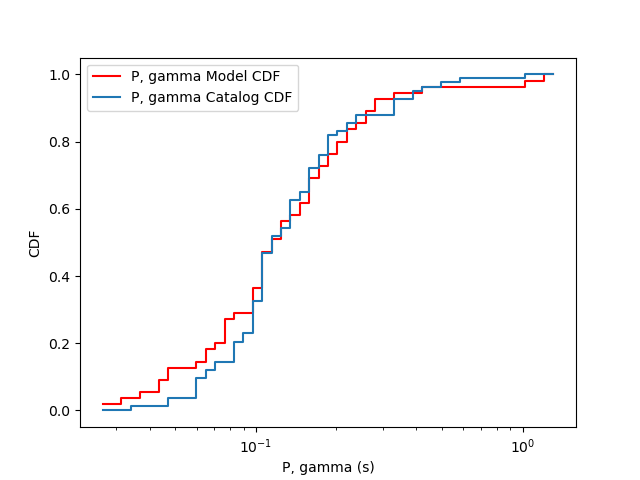 P, gamma Model CDF
P, gamma Catalog CDF
1.0
0.8
0.6
0.4
0.2
0.0
CDF
10⁻¹ 10⁰
P, gamma (s)